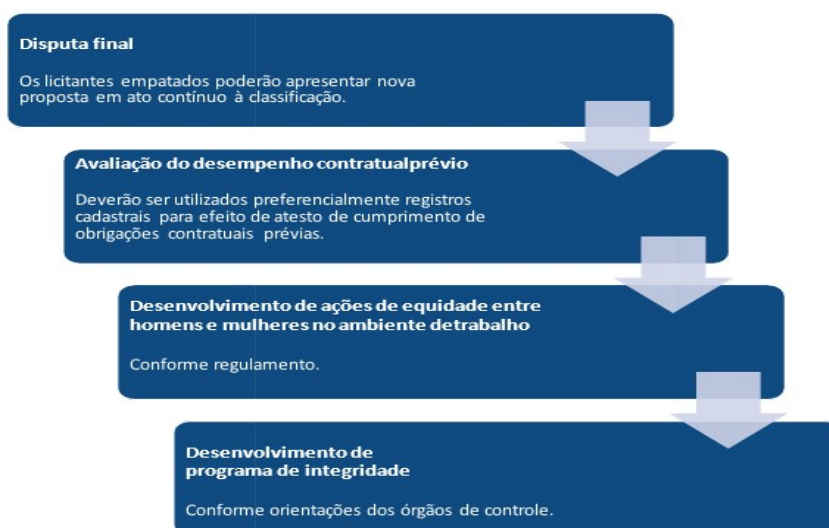 Disputa final
Os licitantes empatados poderão apresentar nova
proposta em ato contínuo à classificação.
Avaliação do desempenho contratualprévio
Deverão ser utilizados preferencialmente registros
cadastrais para efeito de atesto de cumprimento de
obrigações contratuais prévias.
Desenvolvimento de ações de equidade entre
homens e mulheres no ambiente detrabalho
Conforme regulamento.
Desenvolvimento de
programa de integridade
Conforme orientações dos órgãos de controle.